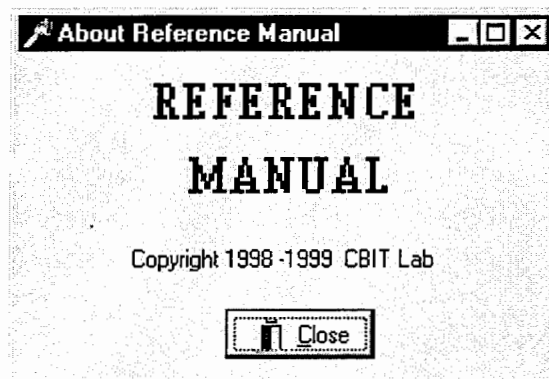 About Reference Manual
REFERENCE
MANUAL
Copyright 1998 -1999 CBIT Lab
Close